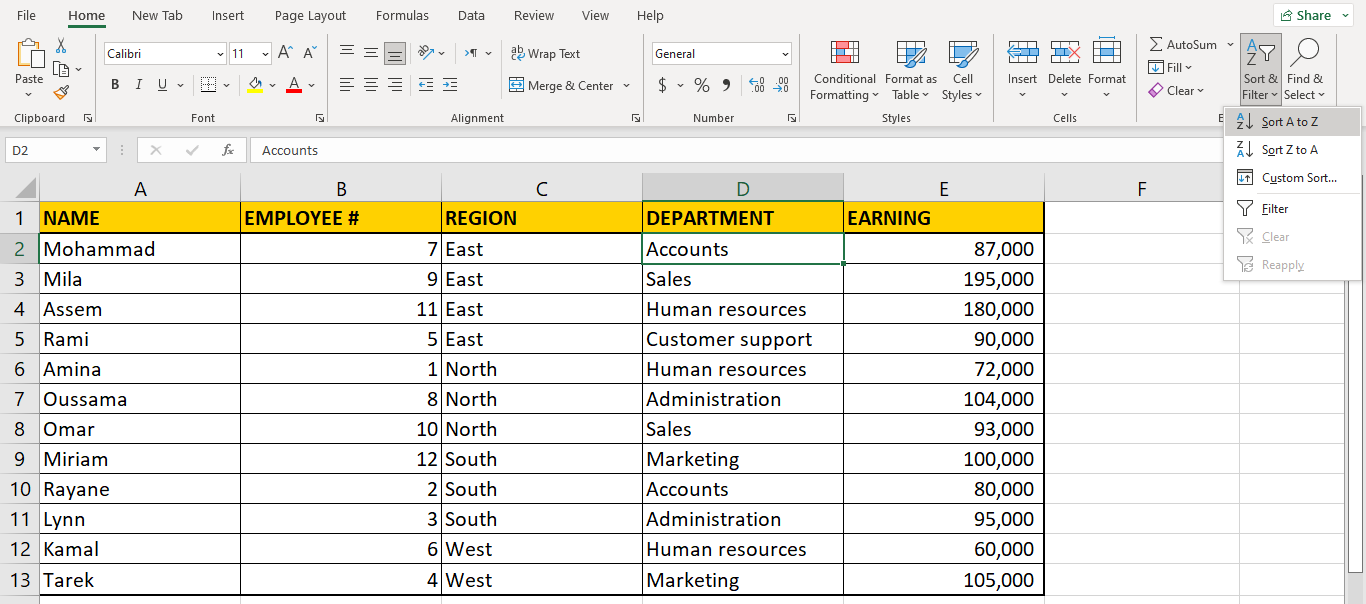 File Home New Tab Insert Page Layout Formulas Data Review View Help Share
Calibri 11 A^ A˅ ab Wrap Text General AutoSum
Paste Conditional Format as Cell Insert Delete Format Fill Sort & Find &
B I U A Merge & Center $ % 9 .00 Formatting Table Styles Clear Filter Select
Clipboard Font Alignment Number Styles Cells E
Sort A to Z
D2 fx Accounts Sort Z to A
Custom Sort...
A B C D E F
1 NAME EMPLOYEE # REGION DEPARTMENT EARNING Filter
Clear
2 Mohammad 7 East Accounts 87,000
Reapply
3 Mila 9 East Sales 195,000
4 Assem 11 East Human resources 180,000
5 Rami 5 East Customer support 90,000
6 Amina 1 North Human resources 72,000
7 Oussama 8 North Administration 104,000
8 Omar 10 North Sales 93,000
9 Miriam 12 South Marketing 100,000
10 Rayane 2 South Accounts 80,000
11 Lynn 3 South Administration 95,000
12 Kamal 6 West Human resources 60,000
13 Tarek 4 West Marketing 105,000